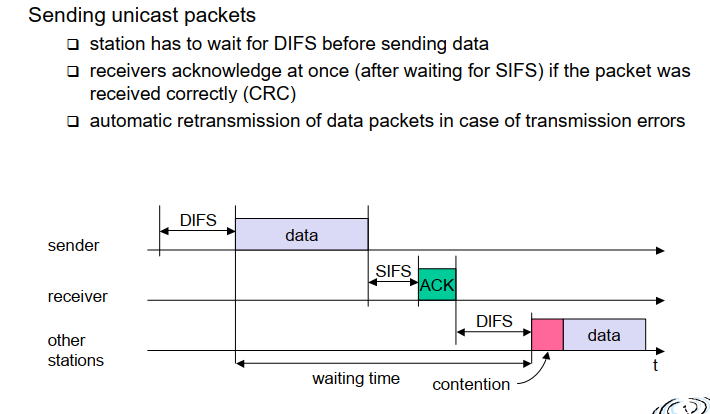 Sending unicast packets
❑ station has to wait for DIFS before sending data
❑ receivers acknowledge at once (after waiting for SIFS) if the packet was
received correctly (CRC)
❑ automatic retransmission of data packets in case of transmission errors
DIFS
data
sender
SIFS
ACK
receiver
DIFS
data
other
stations
t
waiting time
contention